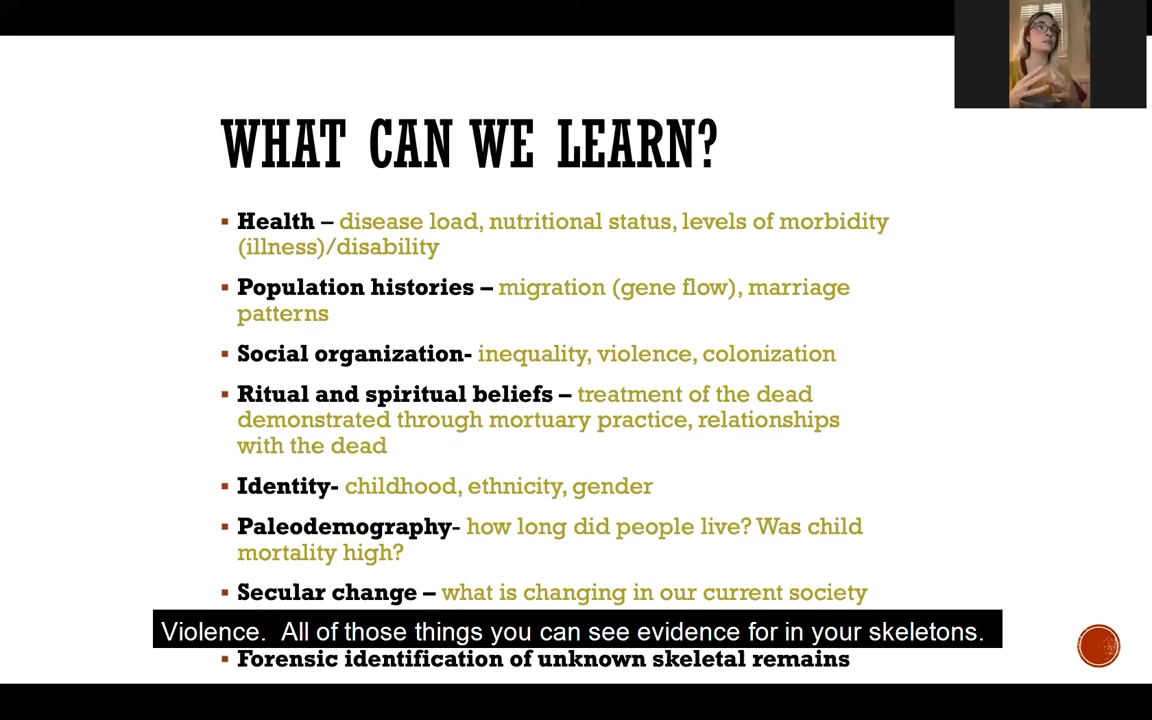 WHAT CAN WE LEARN?
▪ Health – disease load, nutritional status, levels of morbidity
(illness)/disability
▪ Population histories – migration (gene flow), marriage
patterns
▪ Social organization- inequality, violence, colonization
▪ Ritual and spiritual beliefs – treatment of the dead
demonstrated through mortuary practice, relationships
with the dead
▪ Identity- childhood, ethnicity, gender
▪ Paleodemography- how long did people live? Was child
mortality high?
▪ Secular change – what is changing in our current society
Violence.  All of those things you can see evidence for in your skeletons.
▪ Forensic identification of unknown skeletal remains